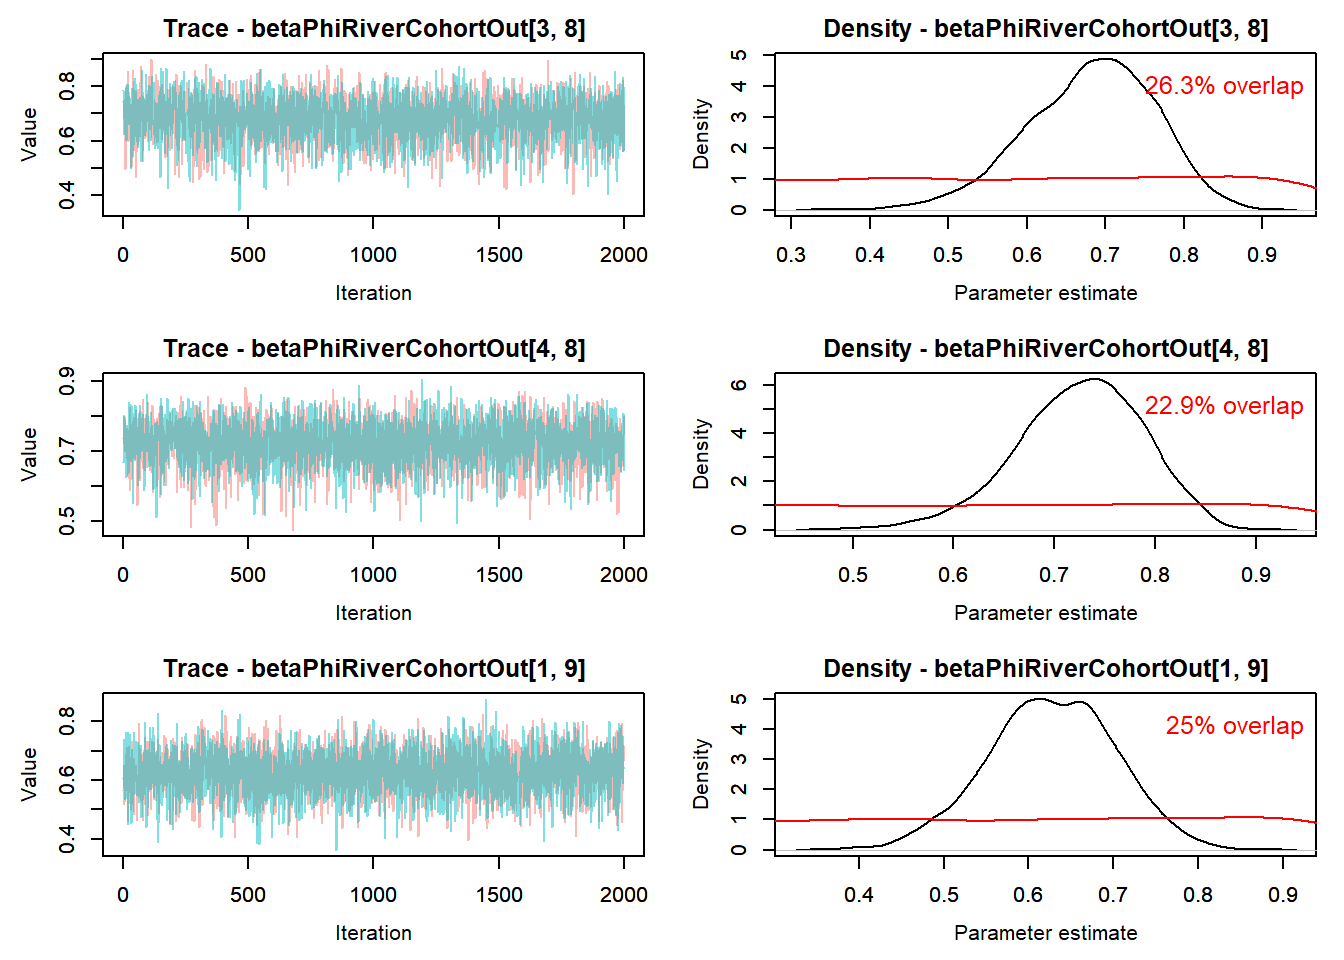 Trace - betaPhiRiverCohortOut[3, 8]
Value
0.4 0.6 0.8
0 500 1000 1500 2000
Iteration
Density - betaPhiRiverCohortOut[3, 8]
26.3% overlap
Density
0 1 2 3 4 5
0.3 0.4 0.5 0.6 0.7 0.8 0.9
Parameter estimate
Trace - betaPhiRiverCohortOut[4, 8]
Value
0.5 0.7 0.9
0 500 1000 1500 2000
Iteration
Density - betaPhiRiverCohortOut[4, 8]
22.9% overlap
Density
0 2 4 6
0.5 0.6 0.7 0.8 0.9
Parameter estimate
Trace - betaPhiRiverCohortOut[1, 9]
Value
0.4 0.6 0.8
0 500 1000 1500 2000
Iteration
Density - betaPhiRiverCohortOut[1, 9]
25% overlap
Density
0 1 2 3 4 5
0.4 0.5 0.6 0.7 0.8 0.9
Parameter estimate